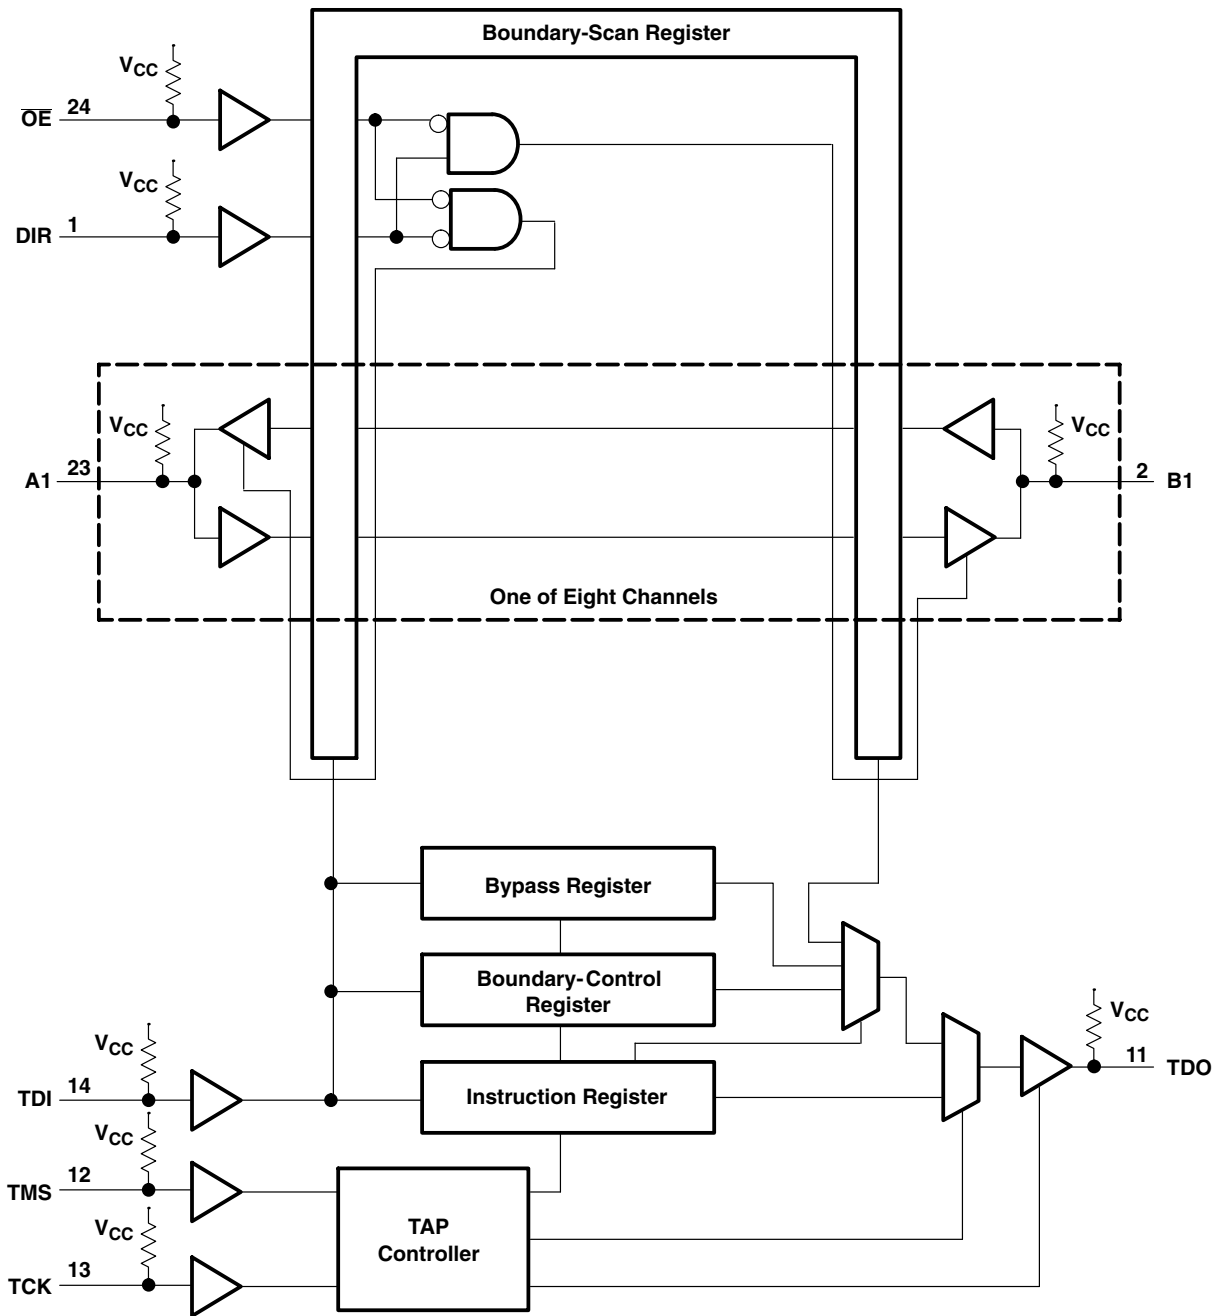 Boundary-Scan Register
VCC
OE 24
VCC
DIR 1
VCC
VCC
A1 23
2 B1
One of Eight Channels
Bypass Register
Boundary-Control
Register
VCC
VCC
11 TDO
TDI 14
Instruction Register
VCC
TMS 12
TAP
Controller
VCC
TCK 13